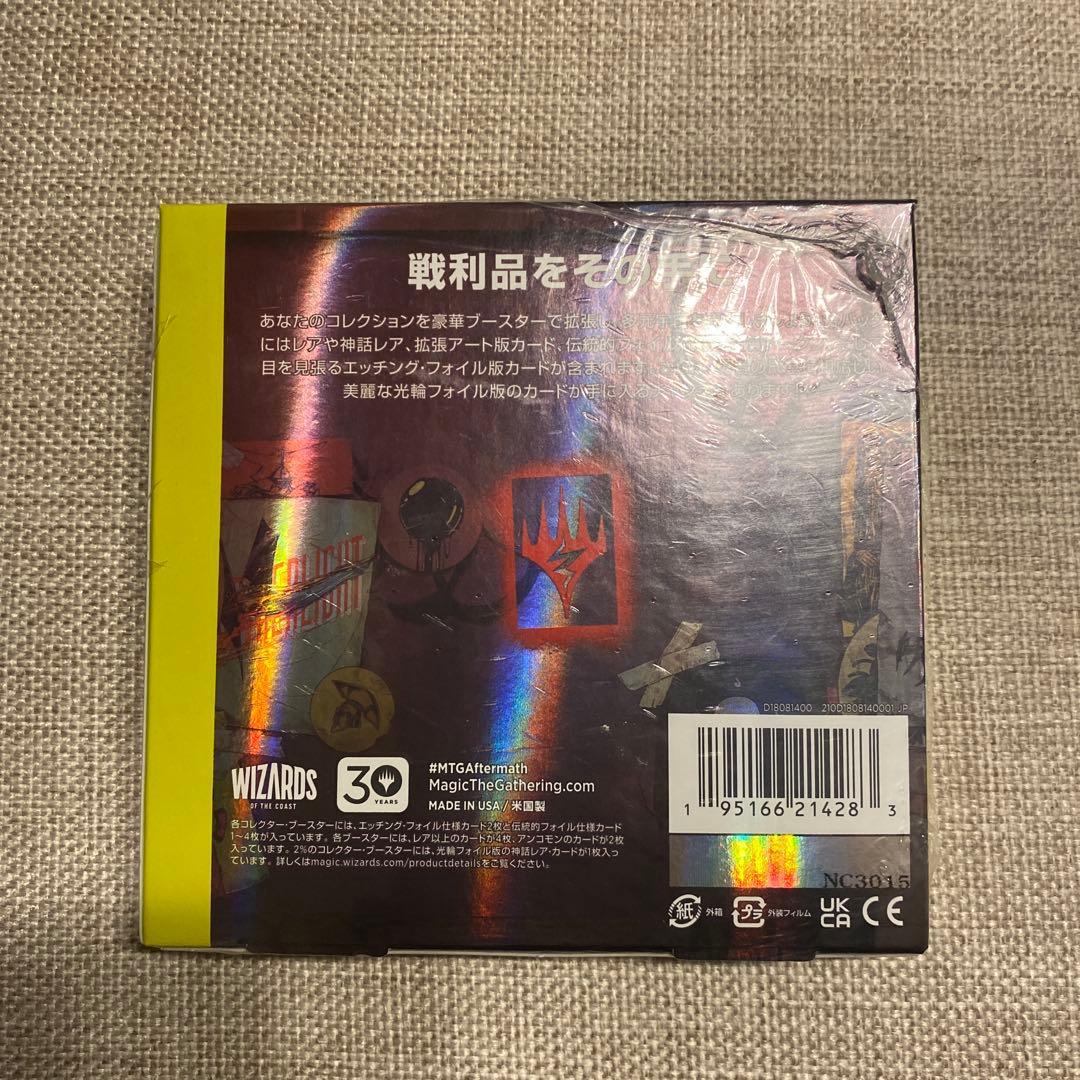 戦利品をその手に
あなたのコレクションを豪華ブースターで拡張し
にはレアや神話レア、拡張アート版カード、伝統的フォイル
目を見張るエッチング・フォイル版カードが含まれます
美麗な光輪フォイル版のカードが手に入る
D18081400 210D1808140001 JP
WIZARDS
OF THE COAST
30
YEARS
#MTGAftermath
MagicTheGathering.com
MADE IN USA / 米国製
各コレクター・ブースターには、エッチング・フォイル仕様カード2枚と伝統的フォイル仕様カード
1～4枚が入っています。各ブースターには、レア以上のカードが4枚、アンコモンのカードが2枚
入っています。2%のコレクター・ブースターには、光輪フォイル版の神話レア・カードが1枚入っ
ています。詳しくはmagic.wizards.com/productdetailsをご覧ください。
1 95166 21428 3
NC3015
紙 外箱 プラ 外装フィルム UK CA CE